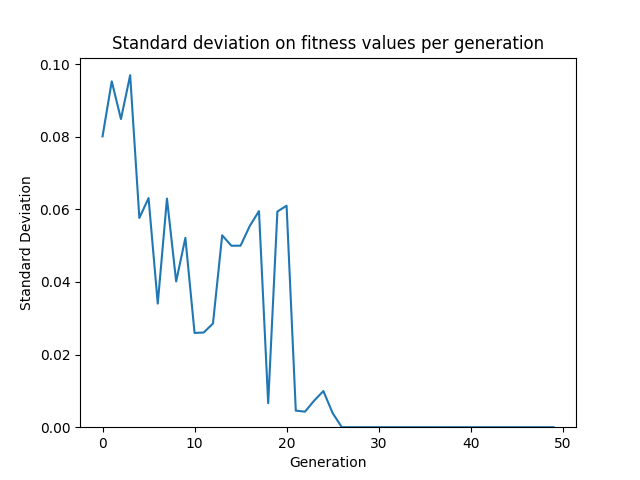 Standard deviation on fitness values per generation
0.10
0.08
0.06
0.04
0.02
0.00
Standard Deviation
0 10 20 30 40 50
Generation